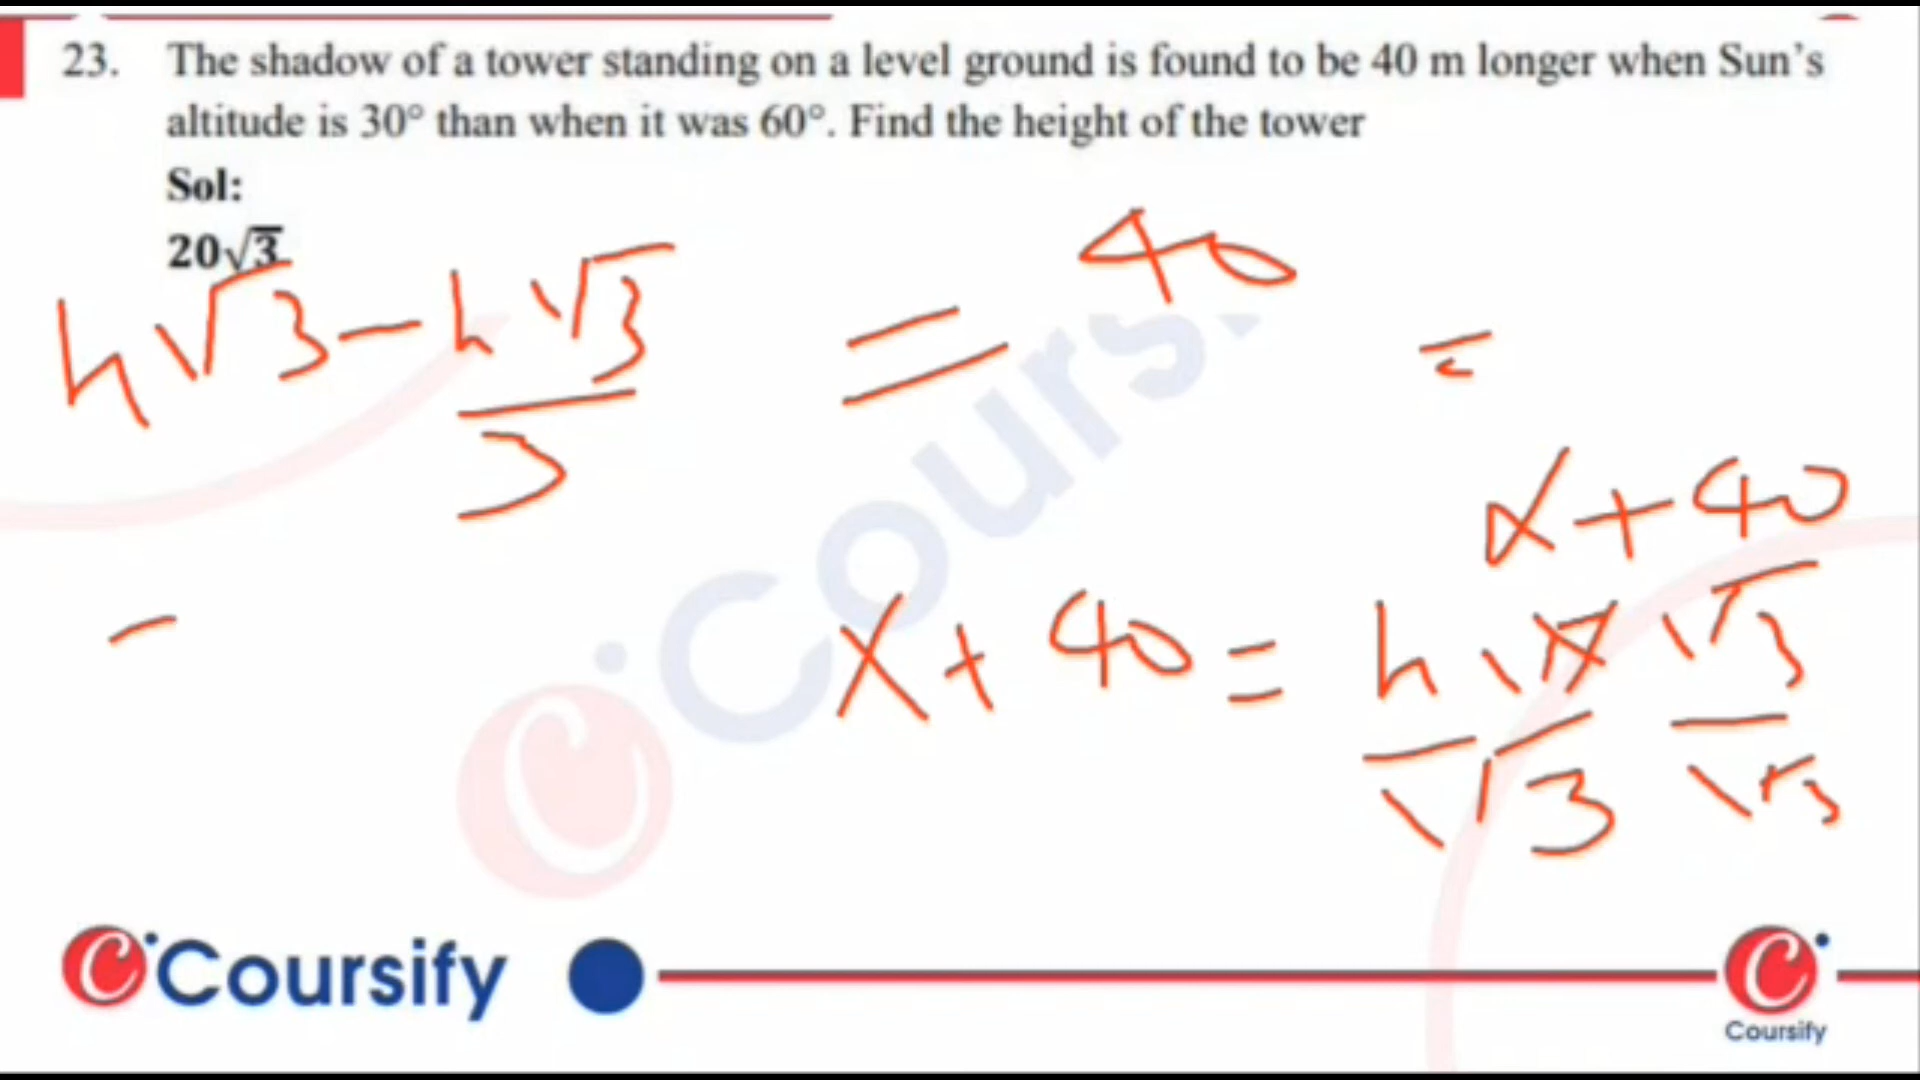 23. The shadow of a tower standing on a level ground is found to be 40 m longer when Sun's
altitude is 30° than when it was 60°. Find the height of the tower
Sol:
20√3
h√3 - h√3/3 = 40 =
x + 40
x + 40 = h/√3 √3/√3
-
Coursify
Coursify
Coursify